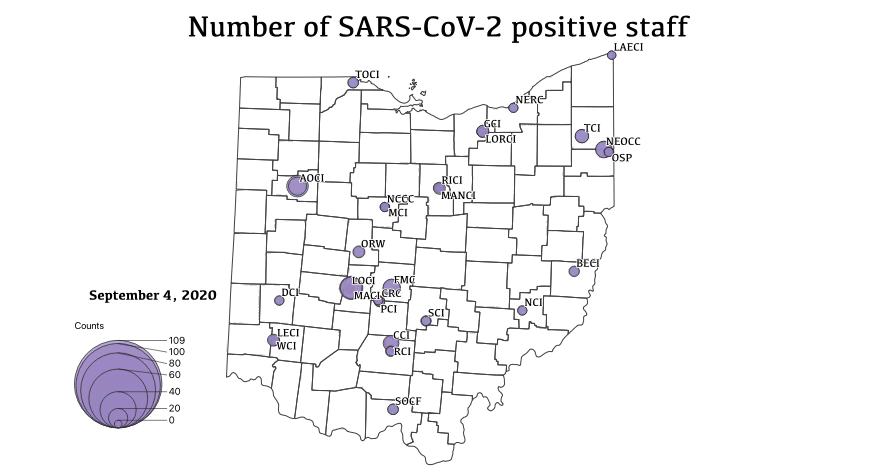 Number of SARS-CoV-2 positive staff
LAECI
TOCI
NERC
GCI
LORCI
TCI
NEOCC
OSP
AOCI
RICI
MANCI
NCCC
MCI
ORW
BECI
LOCI
FMC
MACI
CRC
PCI
DCI
NCI
SCI
September 4, 2020
Counts
LECI
WCI
CCI
RCI
SOCF
109
100
80
60
40
20
0